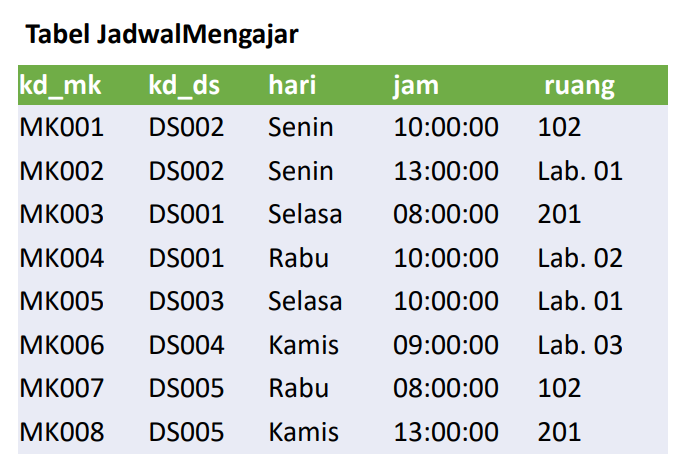 Tabel JadwalMengajar
kd_mk kd_ds hari jam ruang
MK001 DS002 Senin 10:00:00 102
MK002 DS002 Senin 13:00:00 Lab. 01
MK003 DS001 Selasa 08:00:00 201
MK004 DS001 Rabu 10:00:00 Lab. 02
MK005 DS003 Selasa 10:00:00 Lab. 01
MK006 DS004 Kamis 09:00:00 Lab. 03
MK007 DS005 Rabu 08:00:00 102
MK008 DS005 Kamis 13:00:00 201